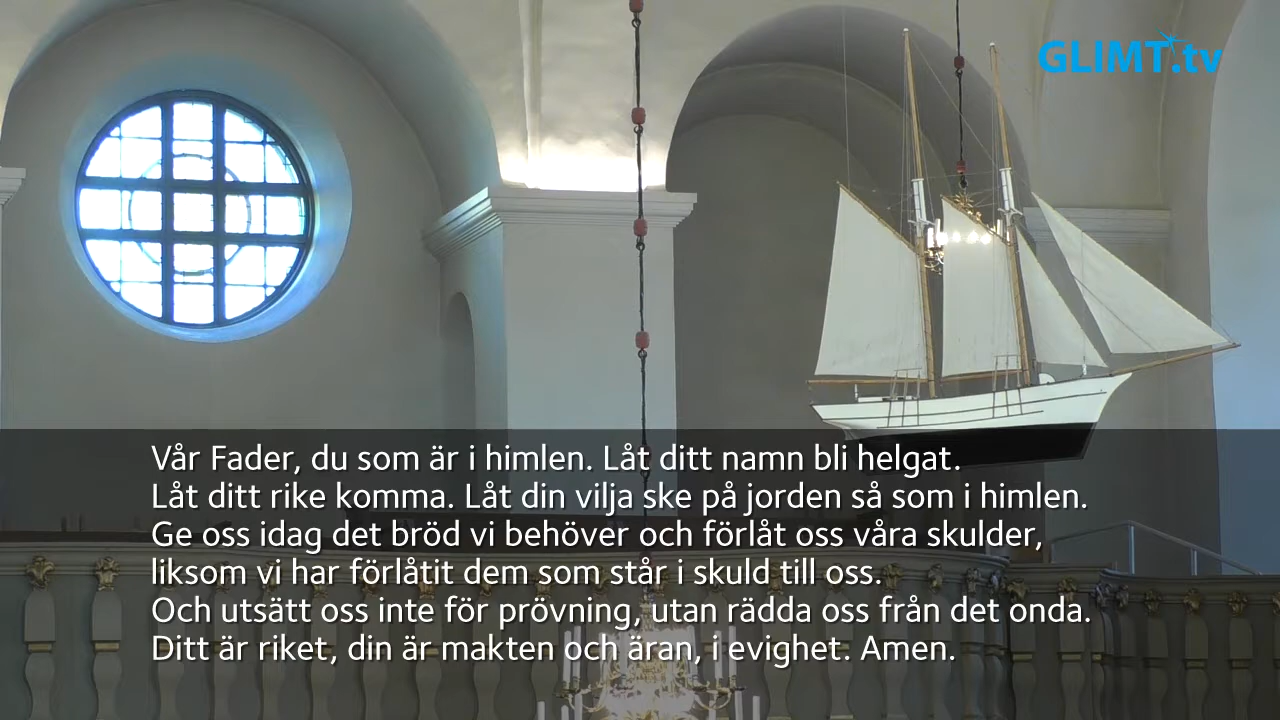 GLIMT.tv
Vår Fader, du som är i himlen. Låt ditt namn bli helgat.
Låt ditt rike komma. Låt din vilja ske på jorden så som i himlen.
Ge oss idag det bröd vi behöver och förlåt oss våra skulder,
liksom vi har förlåtit dem som står i skuld till oss.
Och utsätt oss inte för prövning, utan rädda oss från det onda.
Ditt är riket, din är makten och äran, i evighet. Amen.